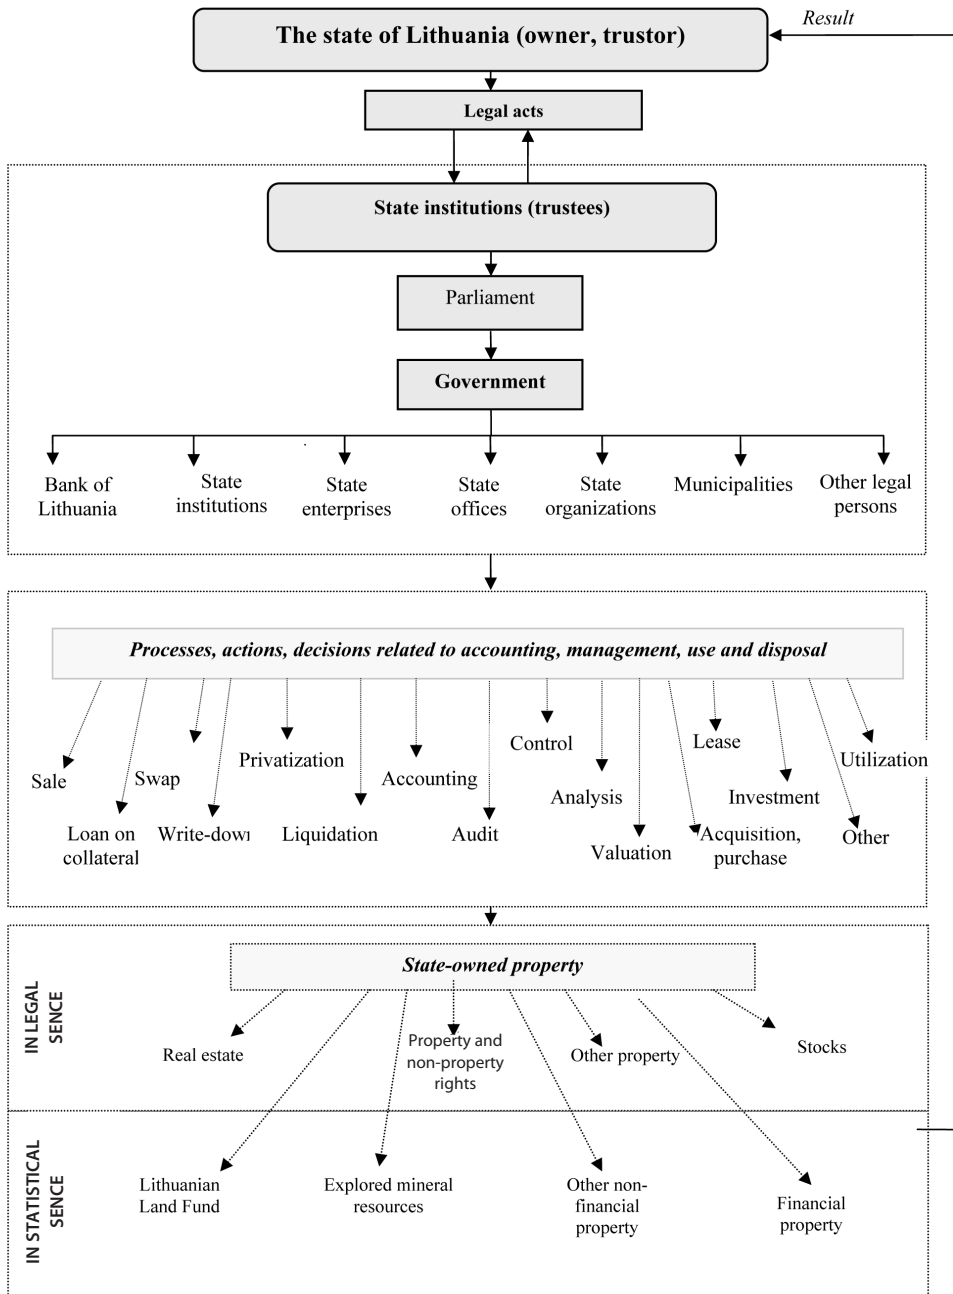 Result
The state of Lithuania (owner, trustor)
Legal acts
State institutions (trustees)
Parliament
Government
Bank of
Lithuania
State
institutions
State
enterprises
State
offices
State
organizations
Municipalities
Other legal
persons
Processes, actions, decisions related to accounting, management, use and disposal
Sale
Loan on
collateral
Swap
Write-down
Privatization
Liquidation
Accounting
Audit
Control
Analysis
Valuation
Lease
Acquisition,
purchase
Investment
Other
Utilization
IN LEGAL
SENCE
State-owned property
Real estate
Property and
non-property
rights
Other property
Stocks
IN STATISTICAL
SENCE
Lithuanian
Land Fund
Explored mineral
resources
Other non-
financial
property
Financial
property